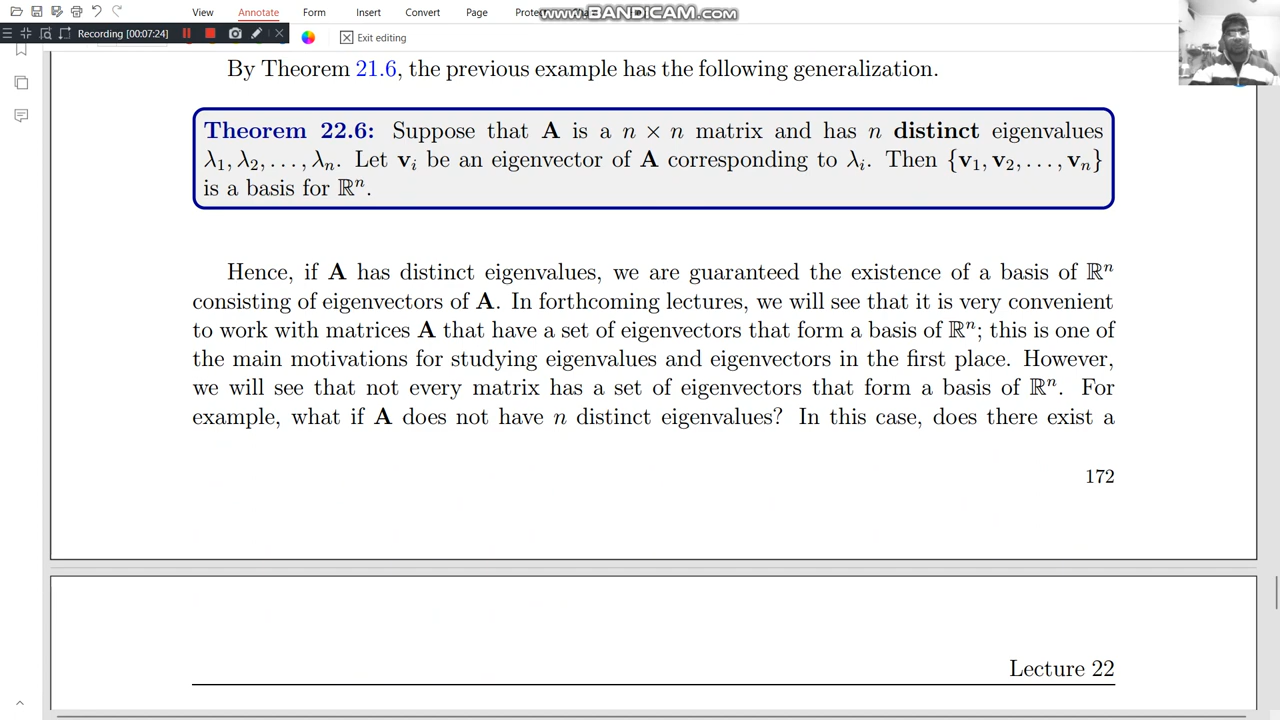 View Annotate Form Insert Convert Page
www.BANDICAM.com
Recording [00:07:24]
Exit editing
By Theorem 21.6, the previous example has the following generalization.
Theorem 22.6: Suppose that A is a n × n matrix and has n distinct eigenvalues
λ₁, λ₂, . . . , λₙ. Let vᵢ be an eigenvector of A corresponding to λᵢ. Then {v₁, v₂, . . . , vₙ}
is a basis for ℝⁿ.
Hence, if A has distinct eigenvalues, we are guaranteed the existence of a basis of ℝⁿ
consisting of eigenvectors of A. In forthcoming lectures, we will see that it is very convenient
to work with matrices A that have a set of eigenvectors that form a basis of ℝⁿ; this is one of
the main motivations for studying eigenvalues and eigenvectors in the first place. However,
we will see that not every matrix has a set of eigenvectors that form a basis of ℝⁿ. For
example, what if A does not have n distinct eigenvalues? In this case, does there exist a
172
Lecture 22